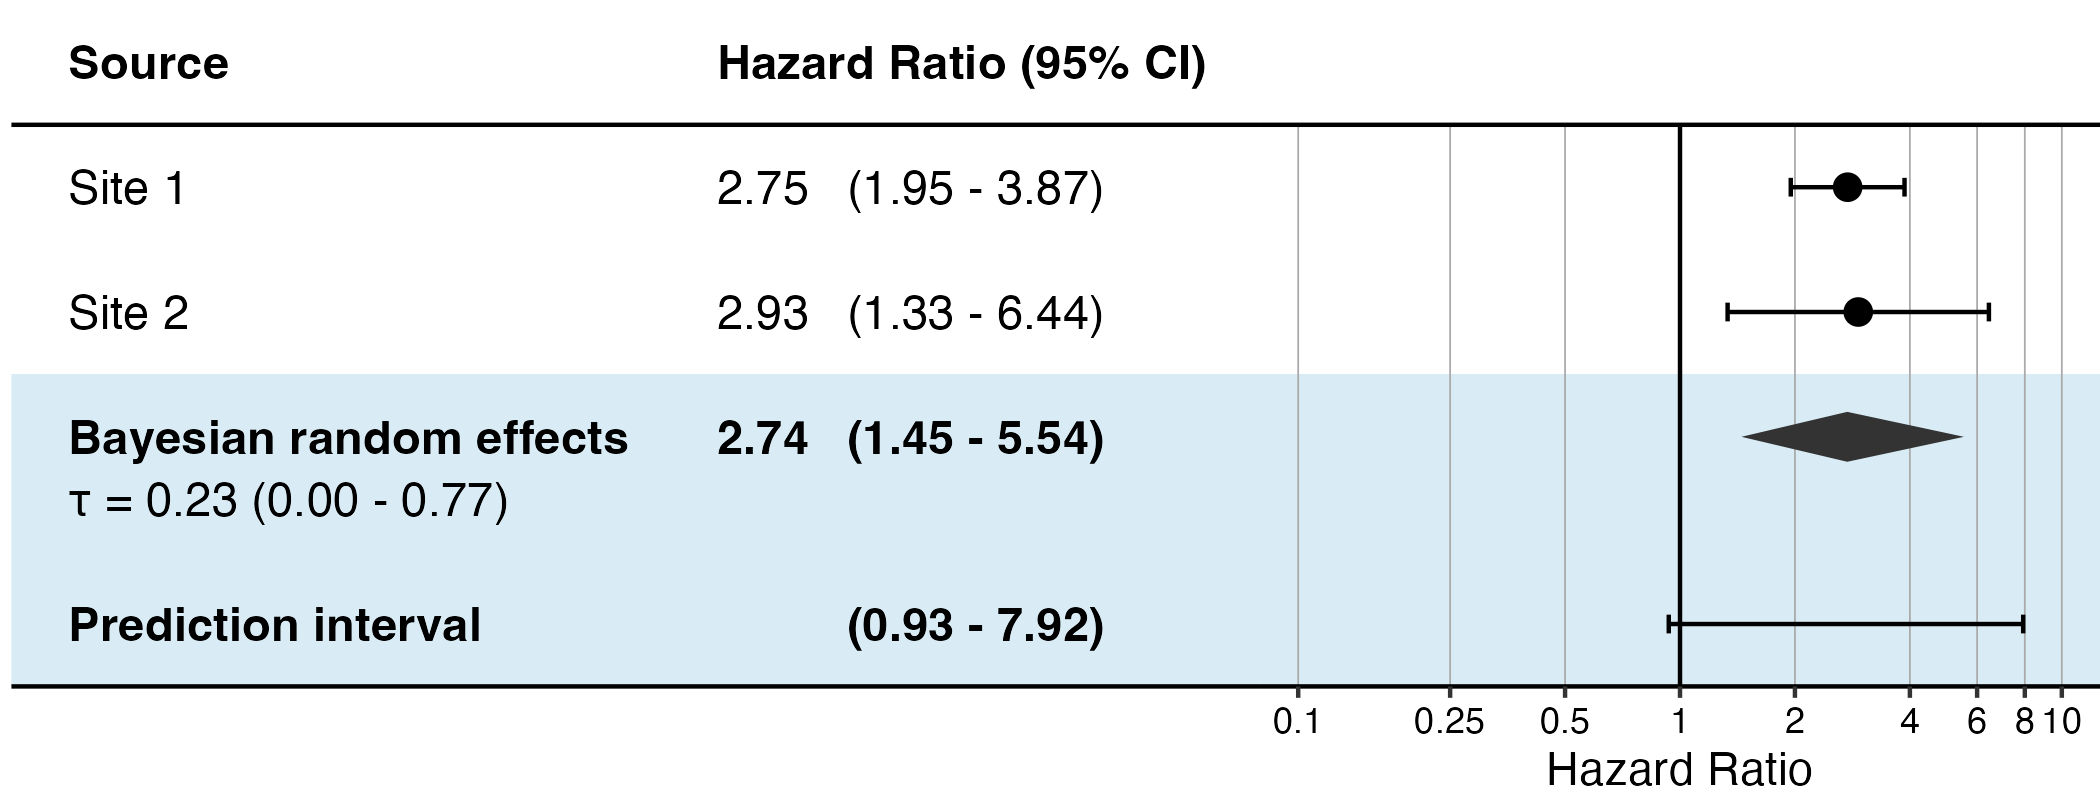 Source Hazard Ratio (95% CI)
Site 1 2.75 (1.95 - 3.87)
Site 2 2.93 (1.33 - 6.44)
Bayesian random effects 2.74 (1.45 - 5.54)
τ = 0.23 (0.00 - 0.77)
Prediction interval (0.93 - 7.92)
0.1 0.25 0.5 1 2 4 6 8 10
Hazard Ratio